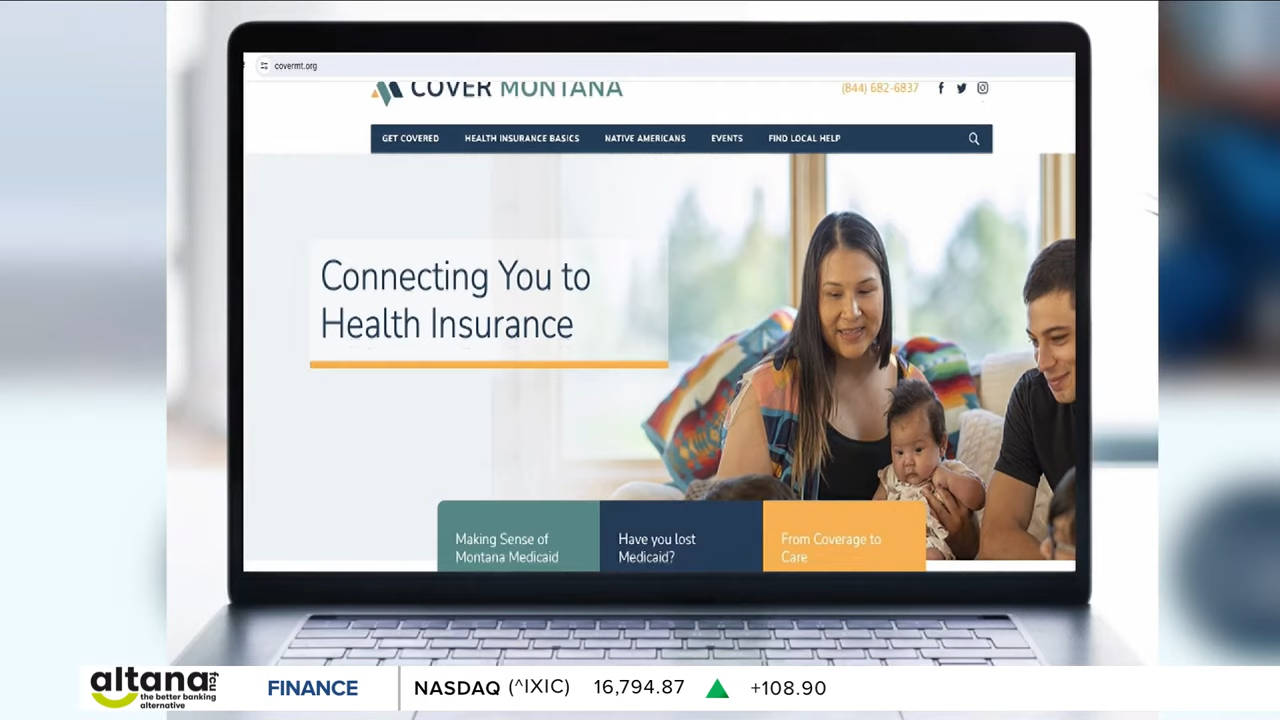 covermt.org
COVER MONTANA
(844) 682-6837
GET COVERED HEALTH INSURANCE BASICS NATIVE AMERICANS EVENTS FIND LOCAL HELP
Connecting You to
Health Insurance
Making Sense of
Montana Medicaid
Have you lost
Medicaid?
From Coverage to
Care
altana fcu
the better banking
alternative
FINANCE
NASDAQ (^IXIC) 16,794.87 +108.90